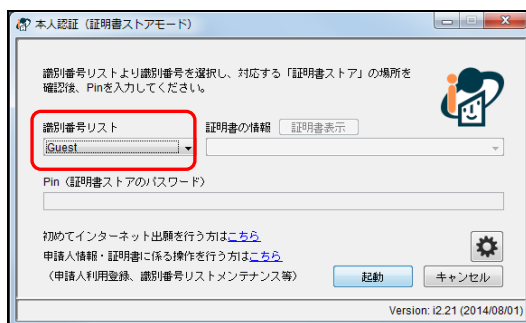 本人認証（証明書ストアモード）
識別番号リストより識別番号を選択し、対応する「証明書ストア」の場所を
確認後、Pinを入力してください。
識別番号リスト 証明書の情報 証明書表示
Guest
Pin（証明書ストアのパスワード）
初めてインターネット出願を行う方はこちら
申請人情報・証明書に係る操作を行う方はこちら
（申請人利用登録、識別番号リストメンテナンス等） 起動 キャンセル
Version: i2.21 (2014/08/01)